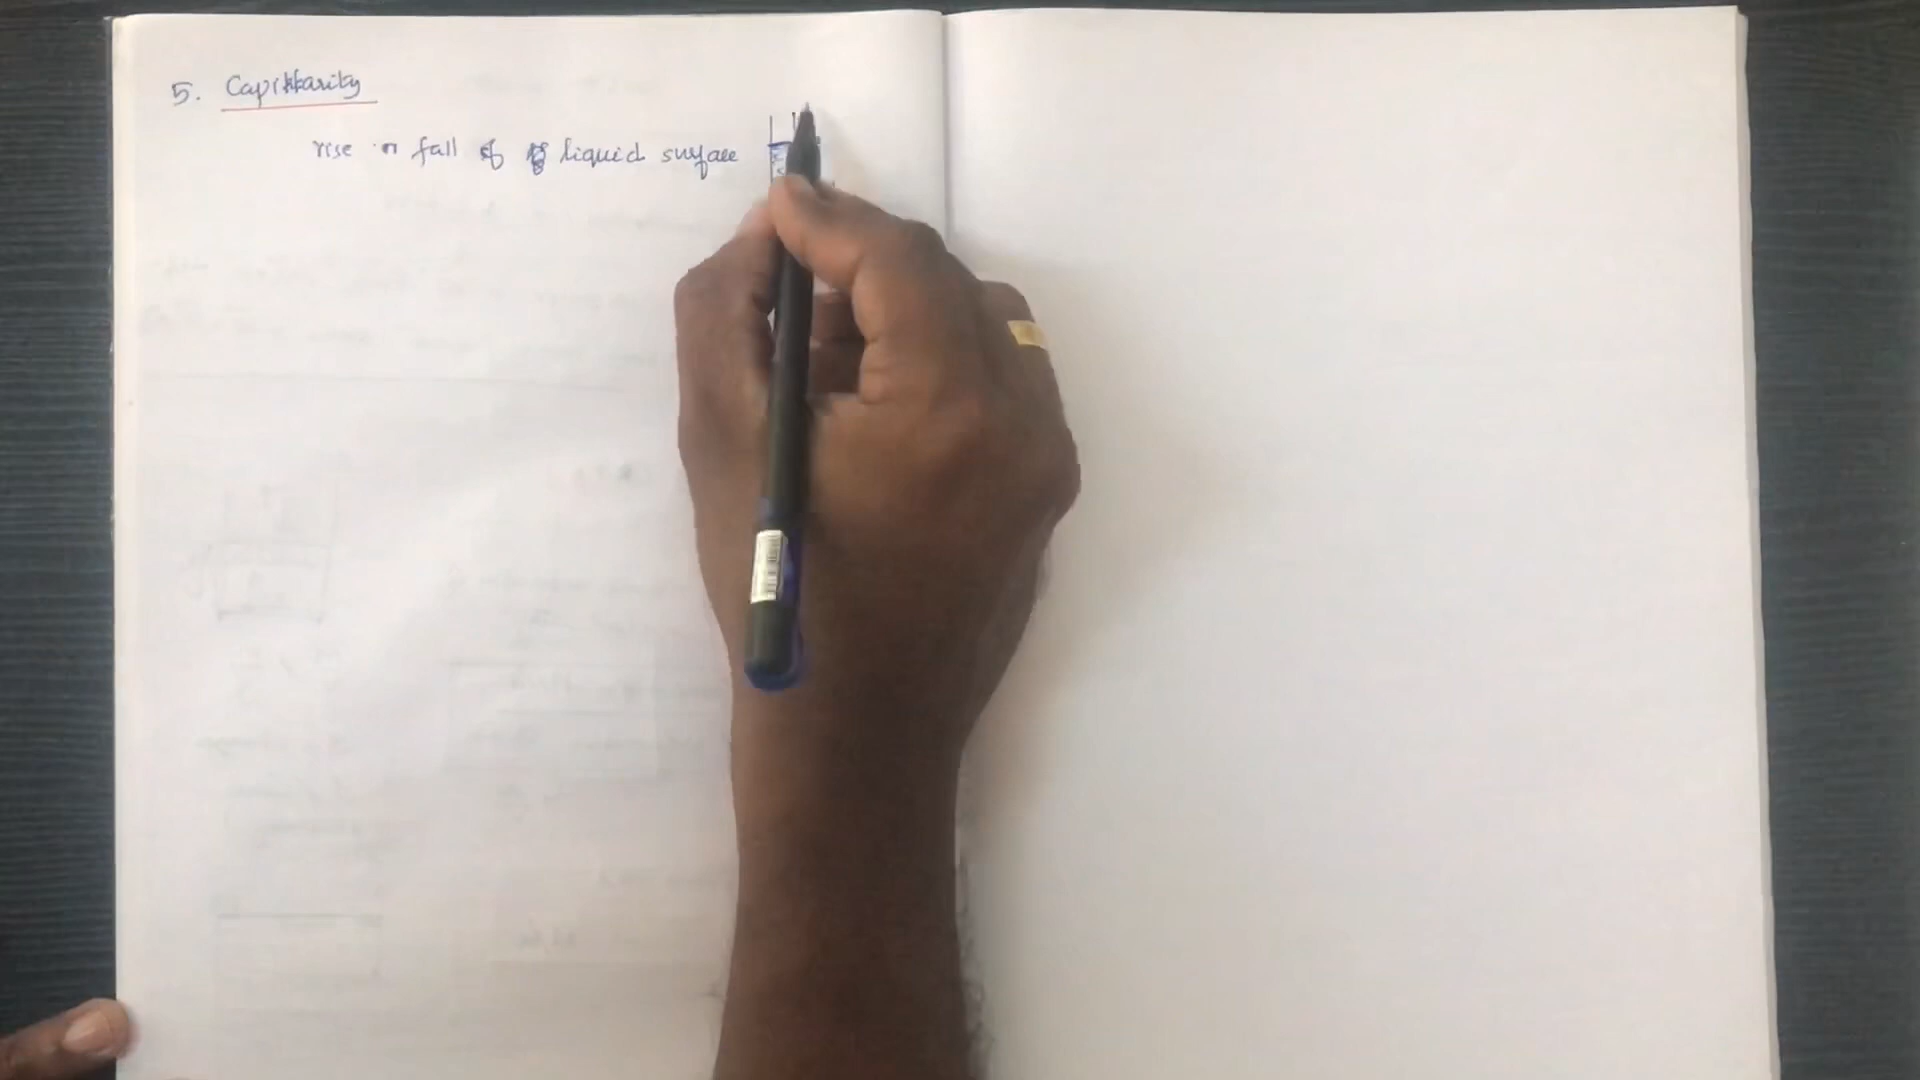 5. Capillarity
rise or fall of liquid surface